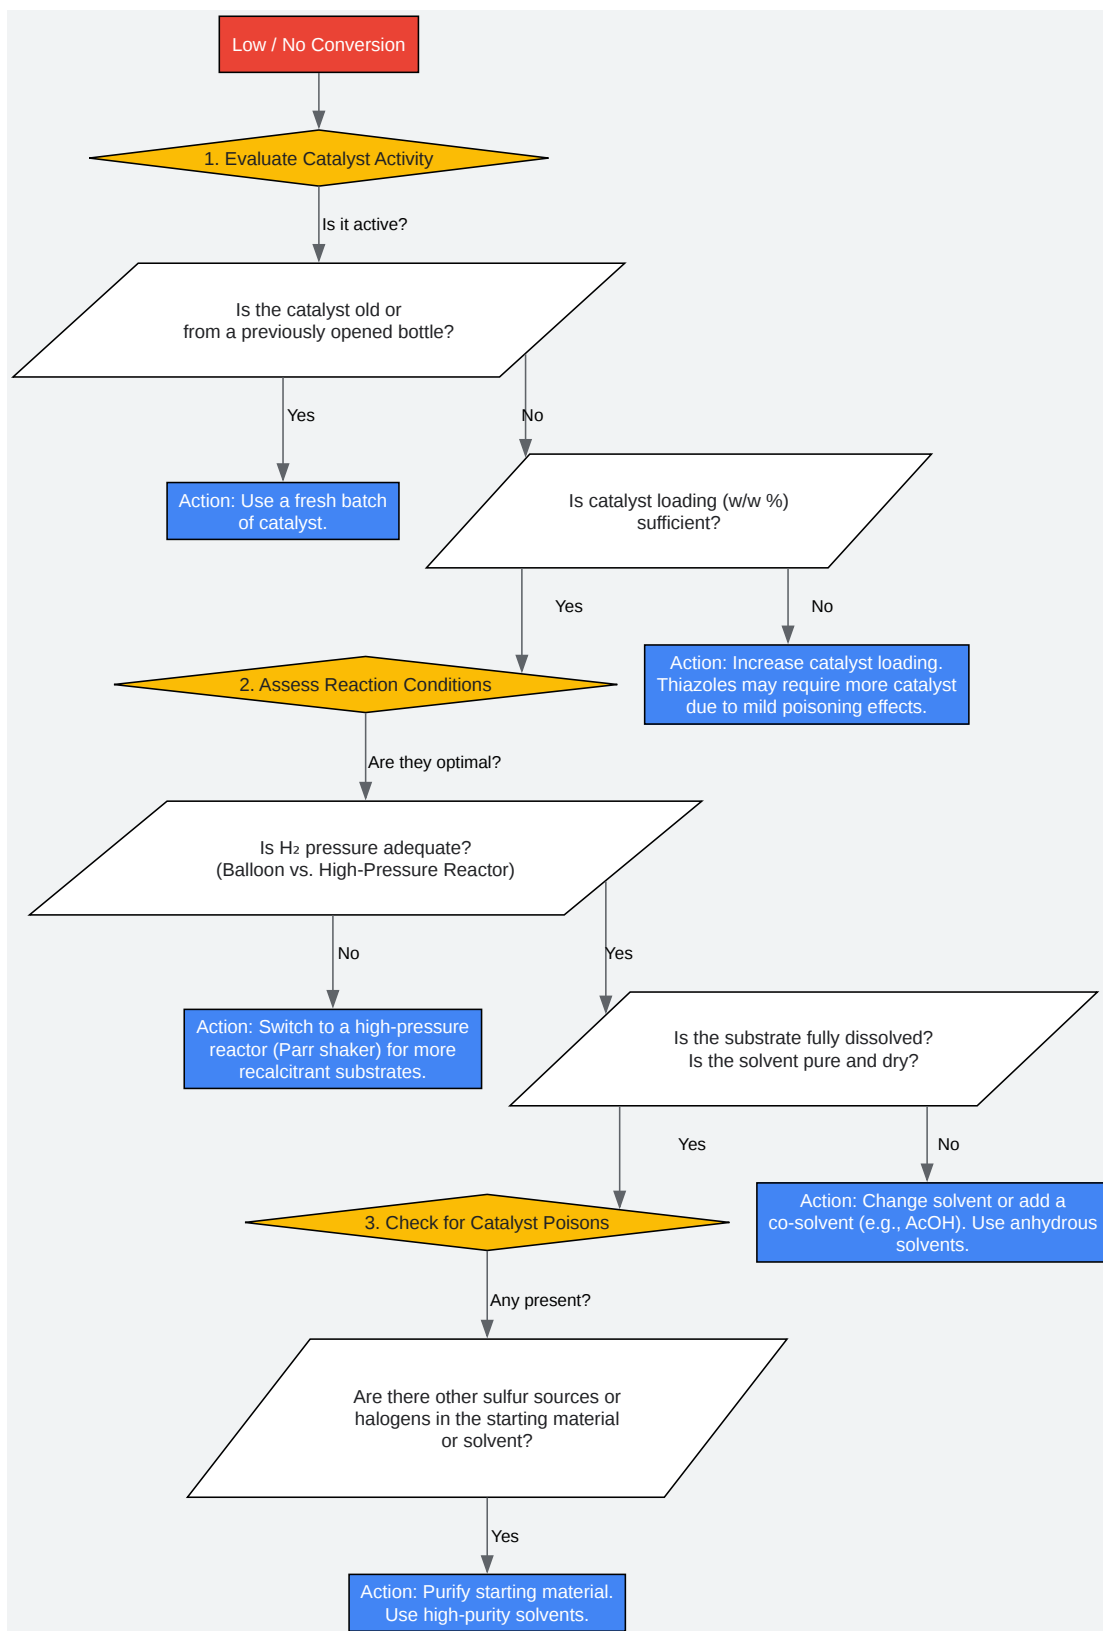 Low / No Conversion
1. Evaluate Catalyst Activity
Is it active?
Is the catalyst old or
from a previously opened bottle?
Yes
No
Action: Use a fresh batch
of catalyst.
Is catalyst loading (w/w %)
sufficient?
Yes
No
Action: Increase catalyst loading.
Thiazoles may require more catalyst
due to mild poisoning effects.
2. Assess Reaction Conditions
Are they optimal?
Is H₂ pressure adequate?
(Balloon vs. High-Pressure Reactor)
No
Yes
Action: Switch to a high-pressure
reactor (Parr shaker) for more
recalcitrant substrates.
Is the substrate fully dissolved?
Is the solvent pure and dry?
Yes
No
Action: Change solvent or add a
co-solvent (e.g., AcOH). Use anhydrous
solvents.
3. Check for Catalyst Poisons
Any present?
Are there other sulfur sources or
halogens in the starting material
or solvent?
Yes
Action: Purify starting material.
Use high-purity solvents.